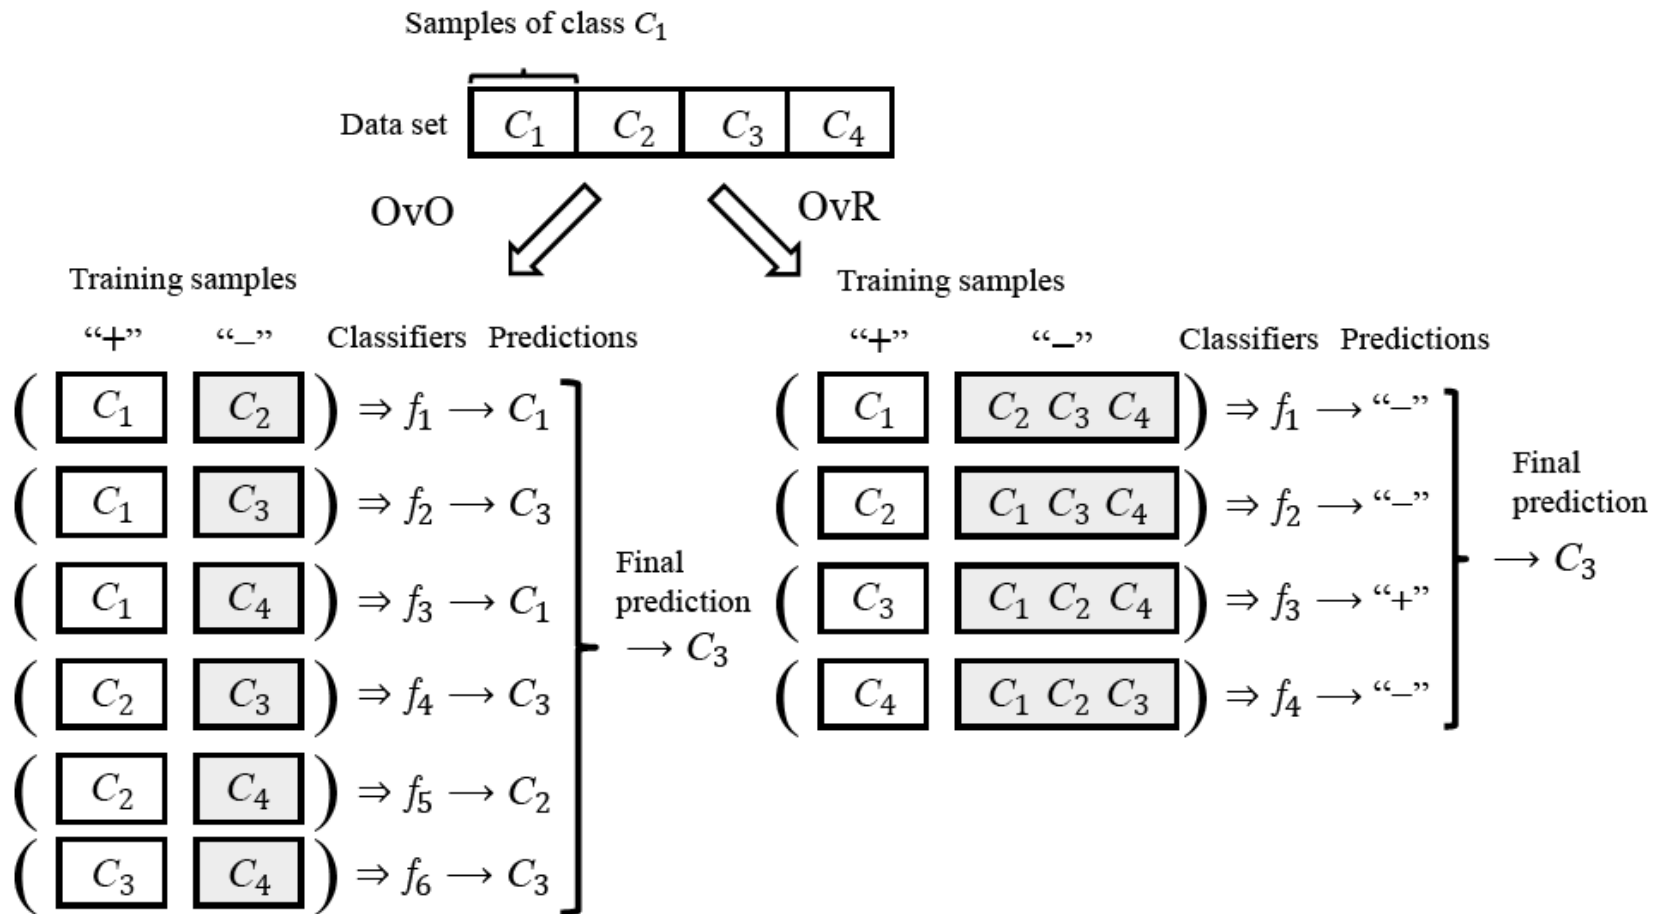 Samples of class C₁
Data set C₁ C₂ C₃ C₄
OvO
OvR
Training samples
“+” “−” Classifiers Predictions
( C₁ C₂ ) ⇒ f₁ → C₁
( C₁ C₃ ) ⇒ f₂ → C₃
( C₁ C₄ ) ⇒ f₃ → C₁
( C₂ C₃ ) ⇒ f₄ → C₃
( C₂ C₄ ) ⇒ f₅ → C₂
( C₃ C₄ ) ⇒ f₆ → C₃
Final
prediction
→ C₃
Training samples
“+” “−” Classifiers Predictions
( C₁ C₂ C₃ C₄ ) ⇒ f₁ → “−”
( C₂ C₁ C₃ C₄ ) ⇒ f₂ → “−”
( C₃ C₁ C₂ C₄ ) ⇒ f₃ → “+”
( C₄ C₁ C₂ C₃ ) ⇒ f₄ → “−”
Final
prediction
→ C₃